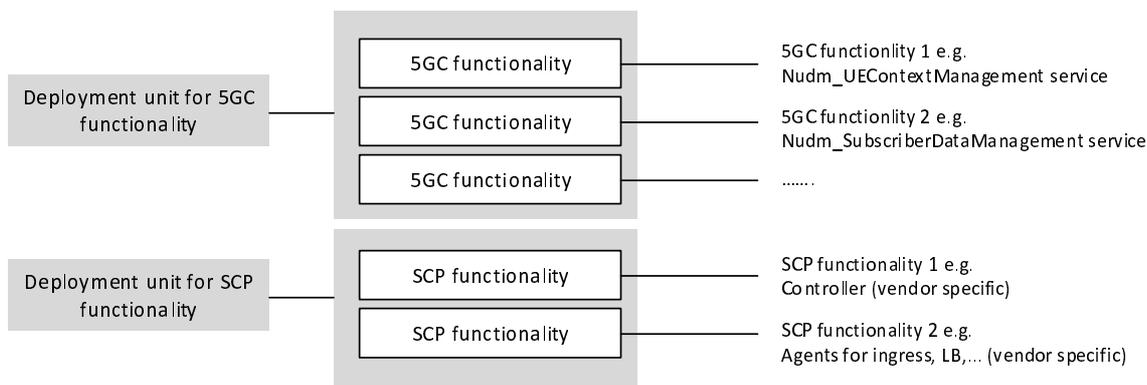 Deployment unit for 5GC
functionality
5GC functionality
5GC functionality
5GC functionality
5GC functionlity 1 e.g.
Nudm_UEContextManagement service
5GC functionlity 2 e.g.
Nudm_SubscriberDataManagement service
.......
Deployment unit for SCP
functionality
SCP functionality
SCP functionality
SCP functionality 1 e.g.
Controller (vendor specific)
SCP functionality 2 e.g.
Agents for ingress, LB,... (vendor specific)